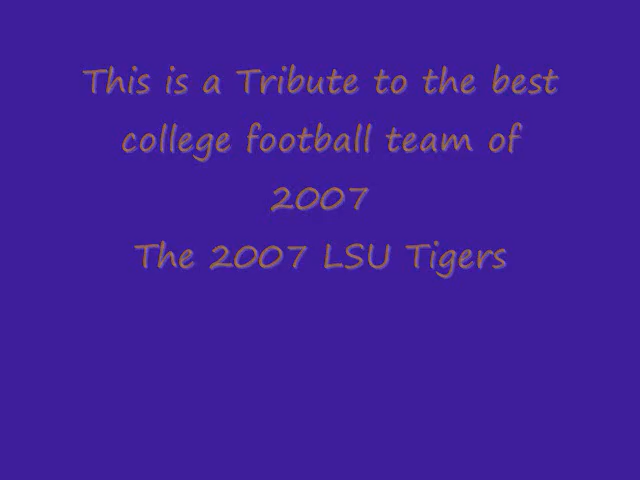 This is a Tribute to the best
college football team of
2007
The 2007 LSU Tigers